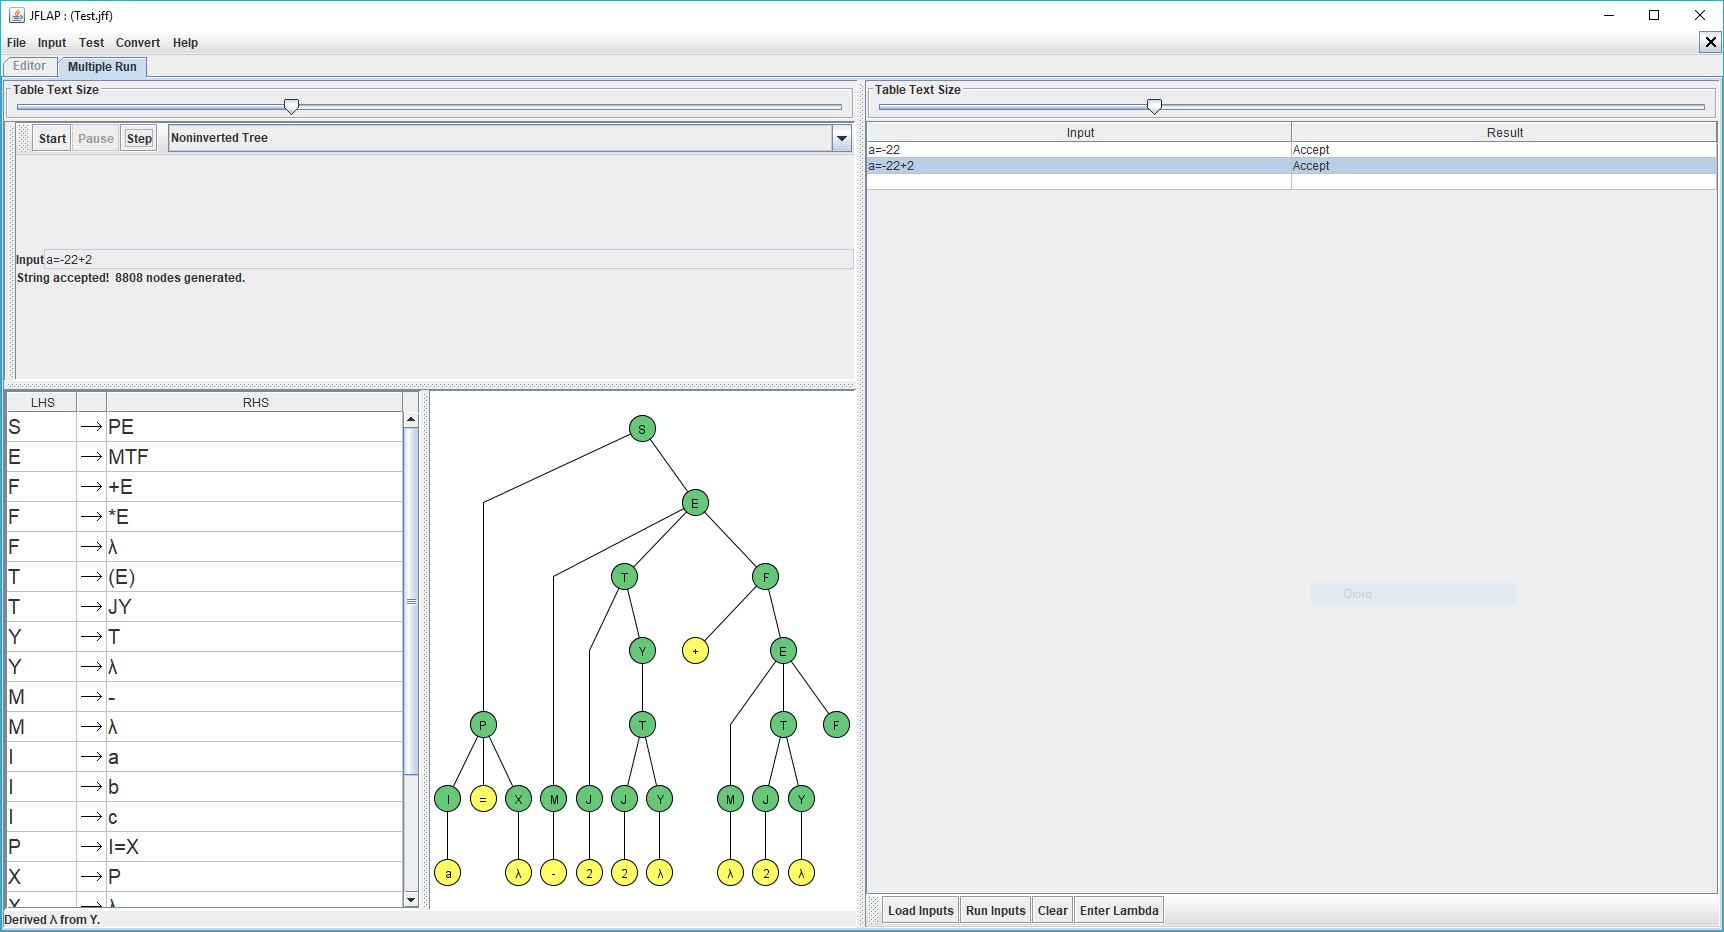 JFLAP : (Test.jff)
File Input Test Convert Help
Editor Multiple Run
Table Text Size
Start Pause Step Noninverted Tree
Input a=-22+2
String accepted! 8808 nodes generated.
LHS RHS
S → PE
E → MTF
F → +E
F → *E
F → λ
T → (E)
T → JY
Y → T
Y → λ
M → -
M → λ
I → a
I → b
I → c
P → I=X
X → P
X → λ
S
E
T F
Y + E
P T T F
I = X M J J Y M J Y
a λ - 2 2 λ λ 2 λ
Derived λ from Y.
Table Text Size
Input Result
a=-22 Accept
a=-22+2 Accept
Окно
Load Inputs Run Inputs Clear Enter Lambda